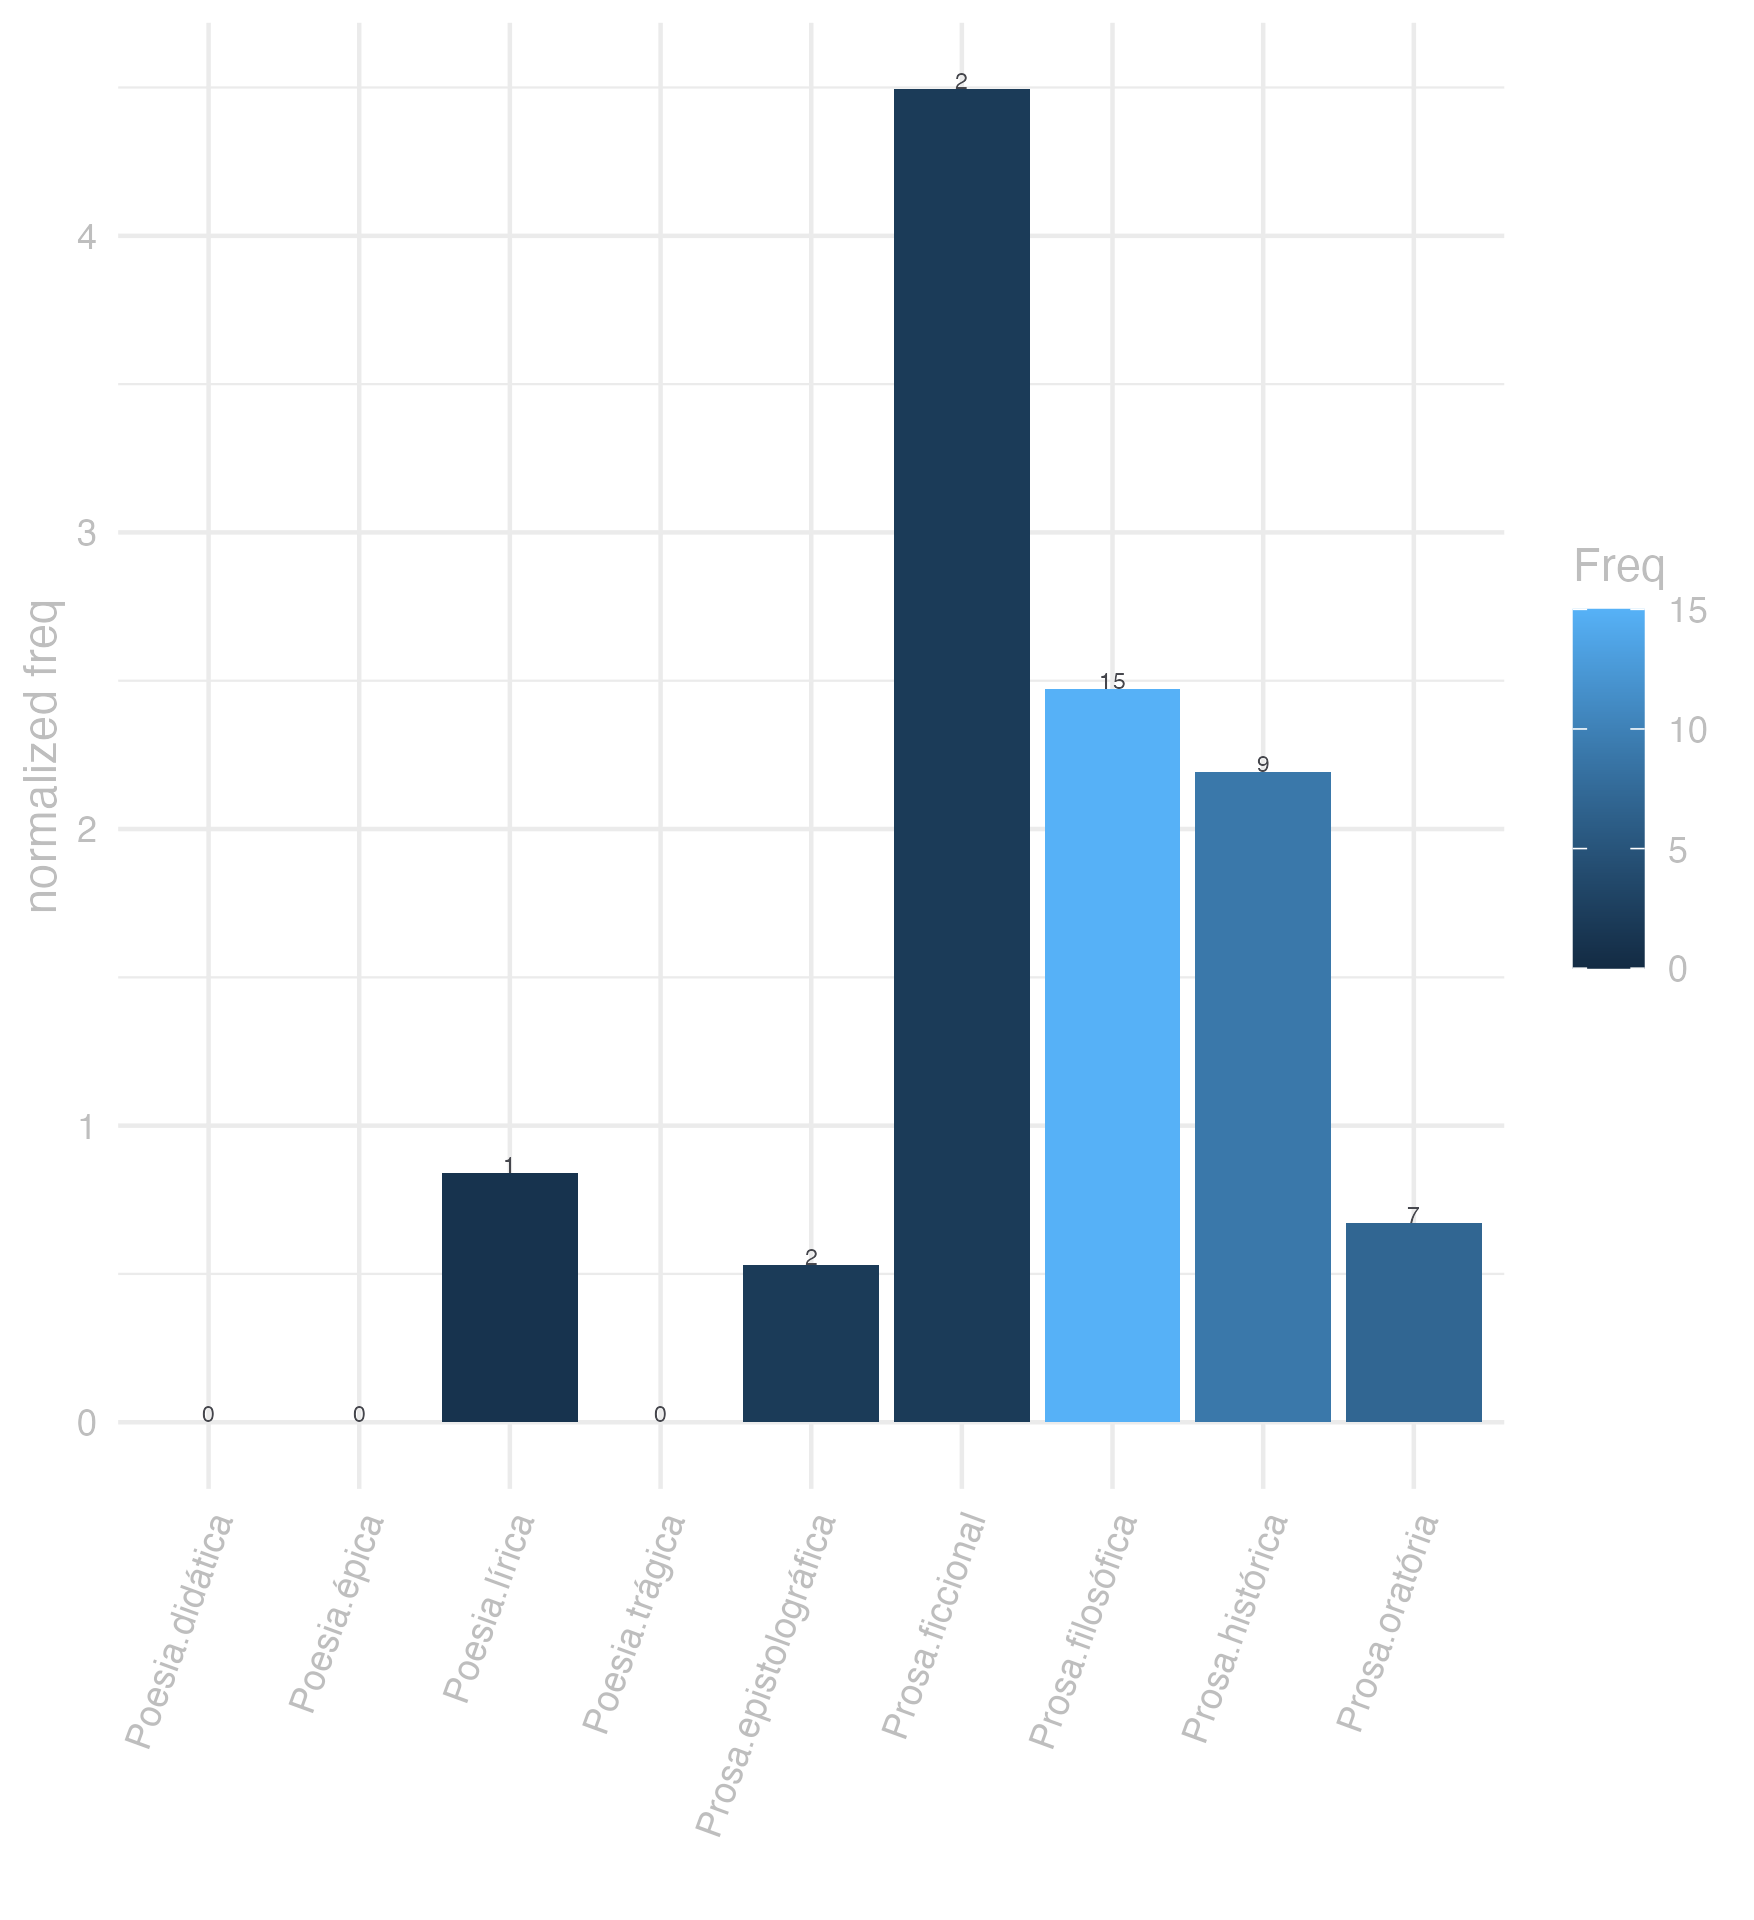 normalized freq
4
3
2
1
0
2
15
9
1
7
2
0
0
0
Poesia.didática
Poesia.épica
Poesia.lírica
Poesia.trágica
Prosa.epistolográfica
Prosa.ficcional
Prosa.filosófica
Prosa.histórica
Prosa.oratória
Freq
15
10
5
0